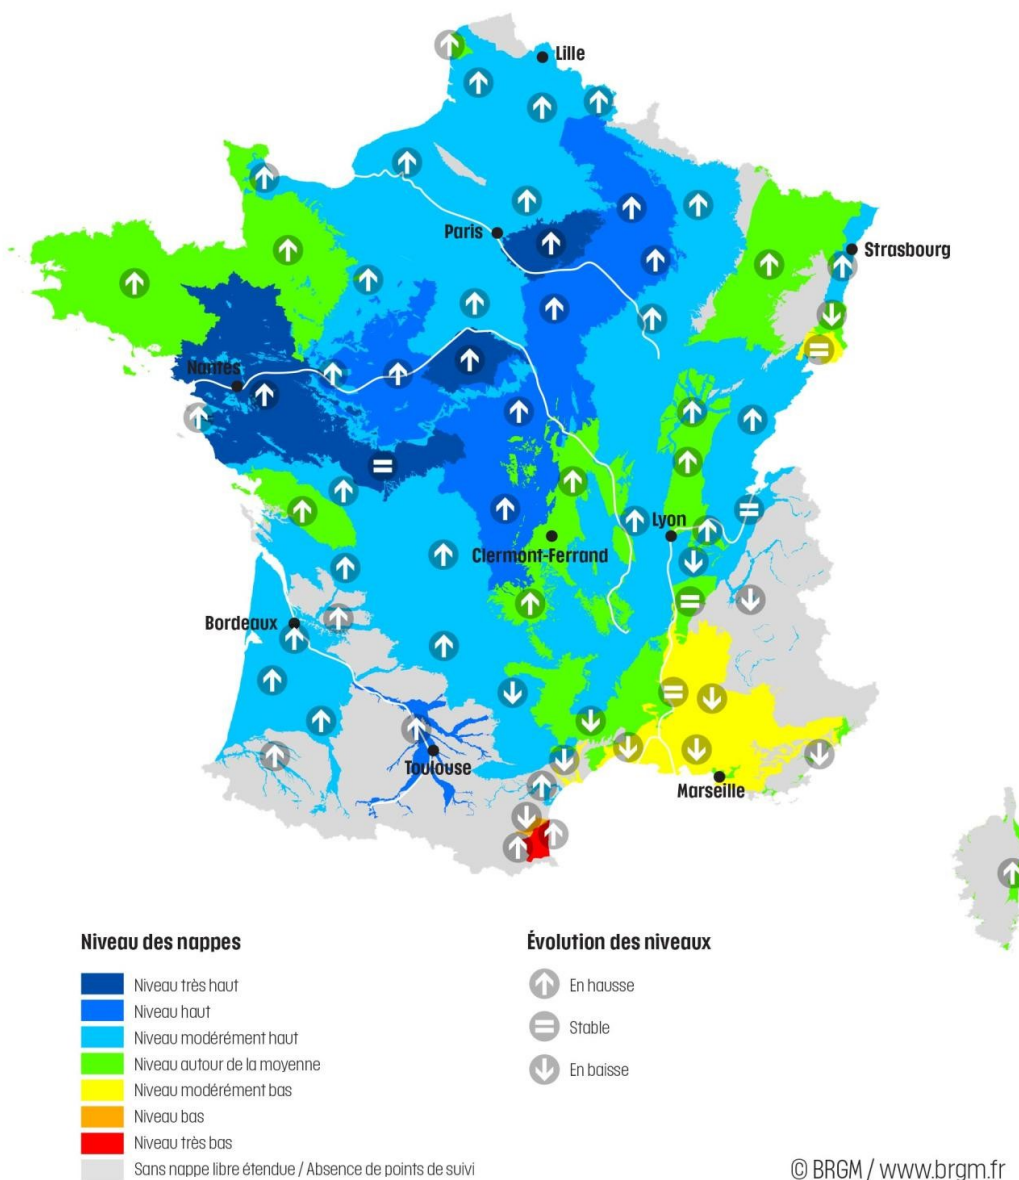 Lille
Paris
Strasbourg
Nantes
Lyon
Clermont-Ferrand
Bordeaux
Toulouse
Marseille
Niveau des nappes
Niveau très haut
Niveau haut
Niveau modérément haut
Niveau autour de la moyenne
Niveau modérément bas
Niveau bas
Niveau très bas
Sans nappe libre étendue / Absence de points de suivi
Évolution des niveaux
En hausse
Stable
En baisse
© BRGM / www.brgm.fr